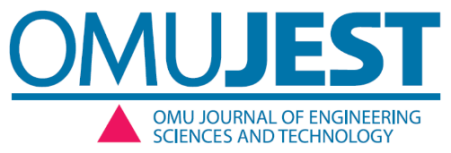 OMUJEST
OMU JOURNAL OF ENGINEERING
SCIENCES AND TECHNOLOGY